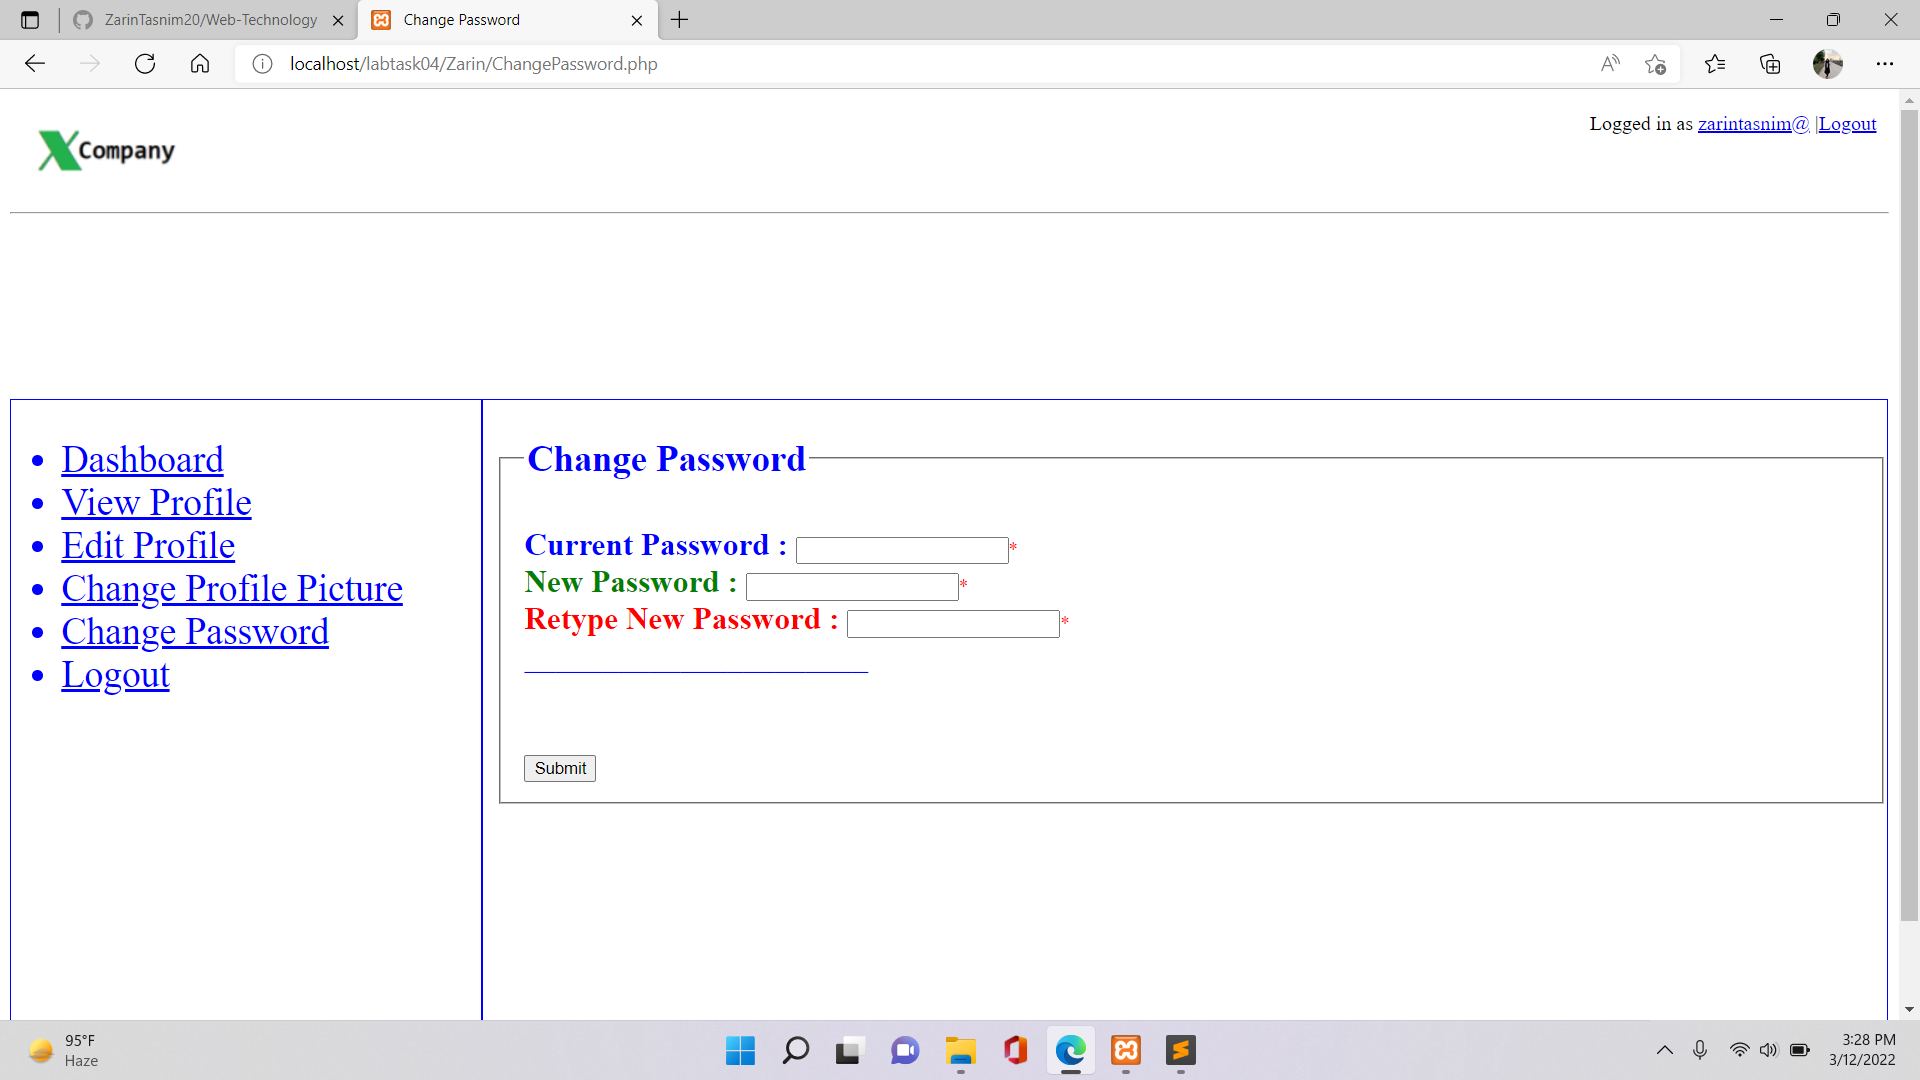 ZarinTasnim20/Web-Technology
Change Password
localhost/labtask04/Zarin/ChangePassword.php
XCompany
Logged in as zarintasnim@ |Logout
Dashboard
View Profile
Edit Profile
Change Profile Picture
Change Password
Logout
Change Password
Current Password : *
New Password : *
Retype New Password : *
Submit
95°F
Haze
3:28 PM
3/12/2022